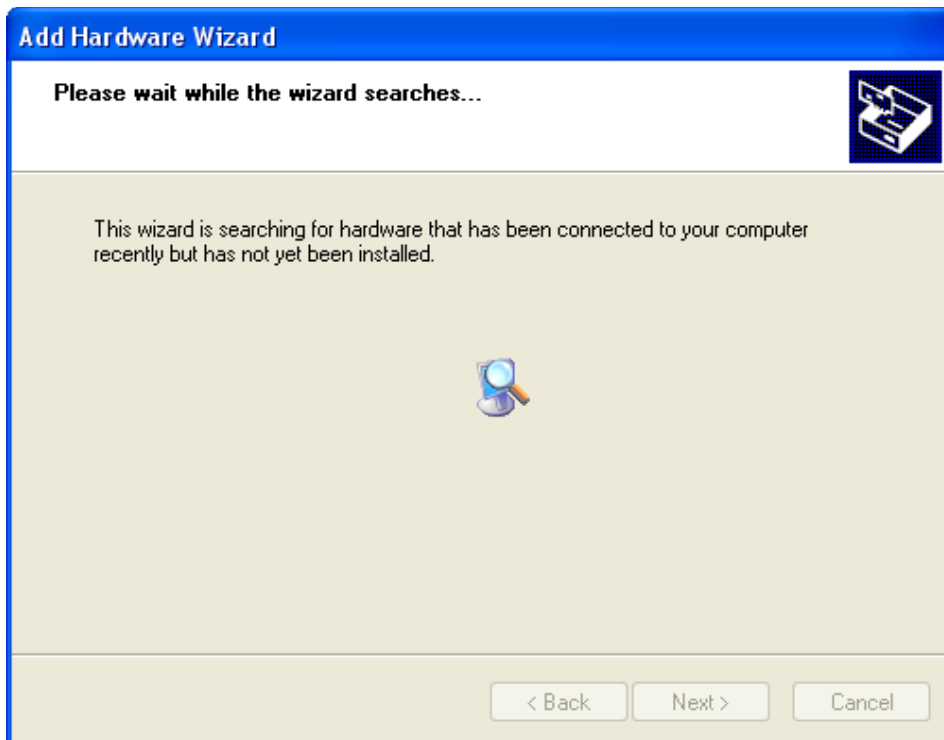 Add Hardware Wizard
Please wait while the wizard searches...
This wizard is searching for hardware that has been connected to your computer
recently but has not yet been installed.
< Back Next > Cancel